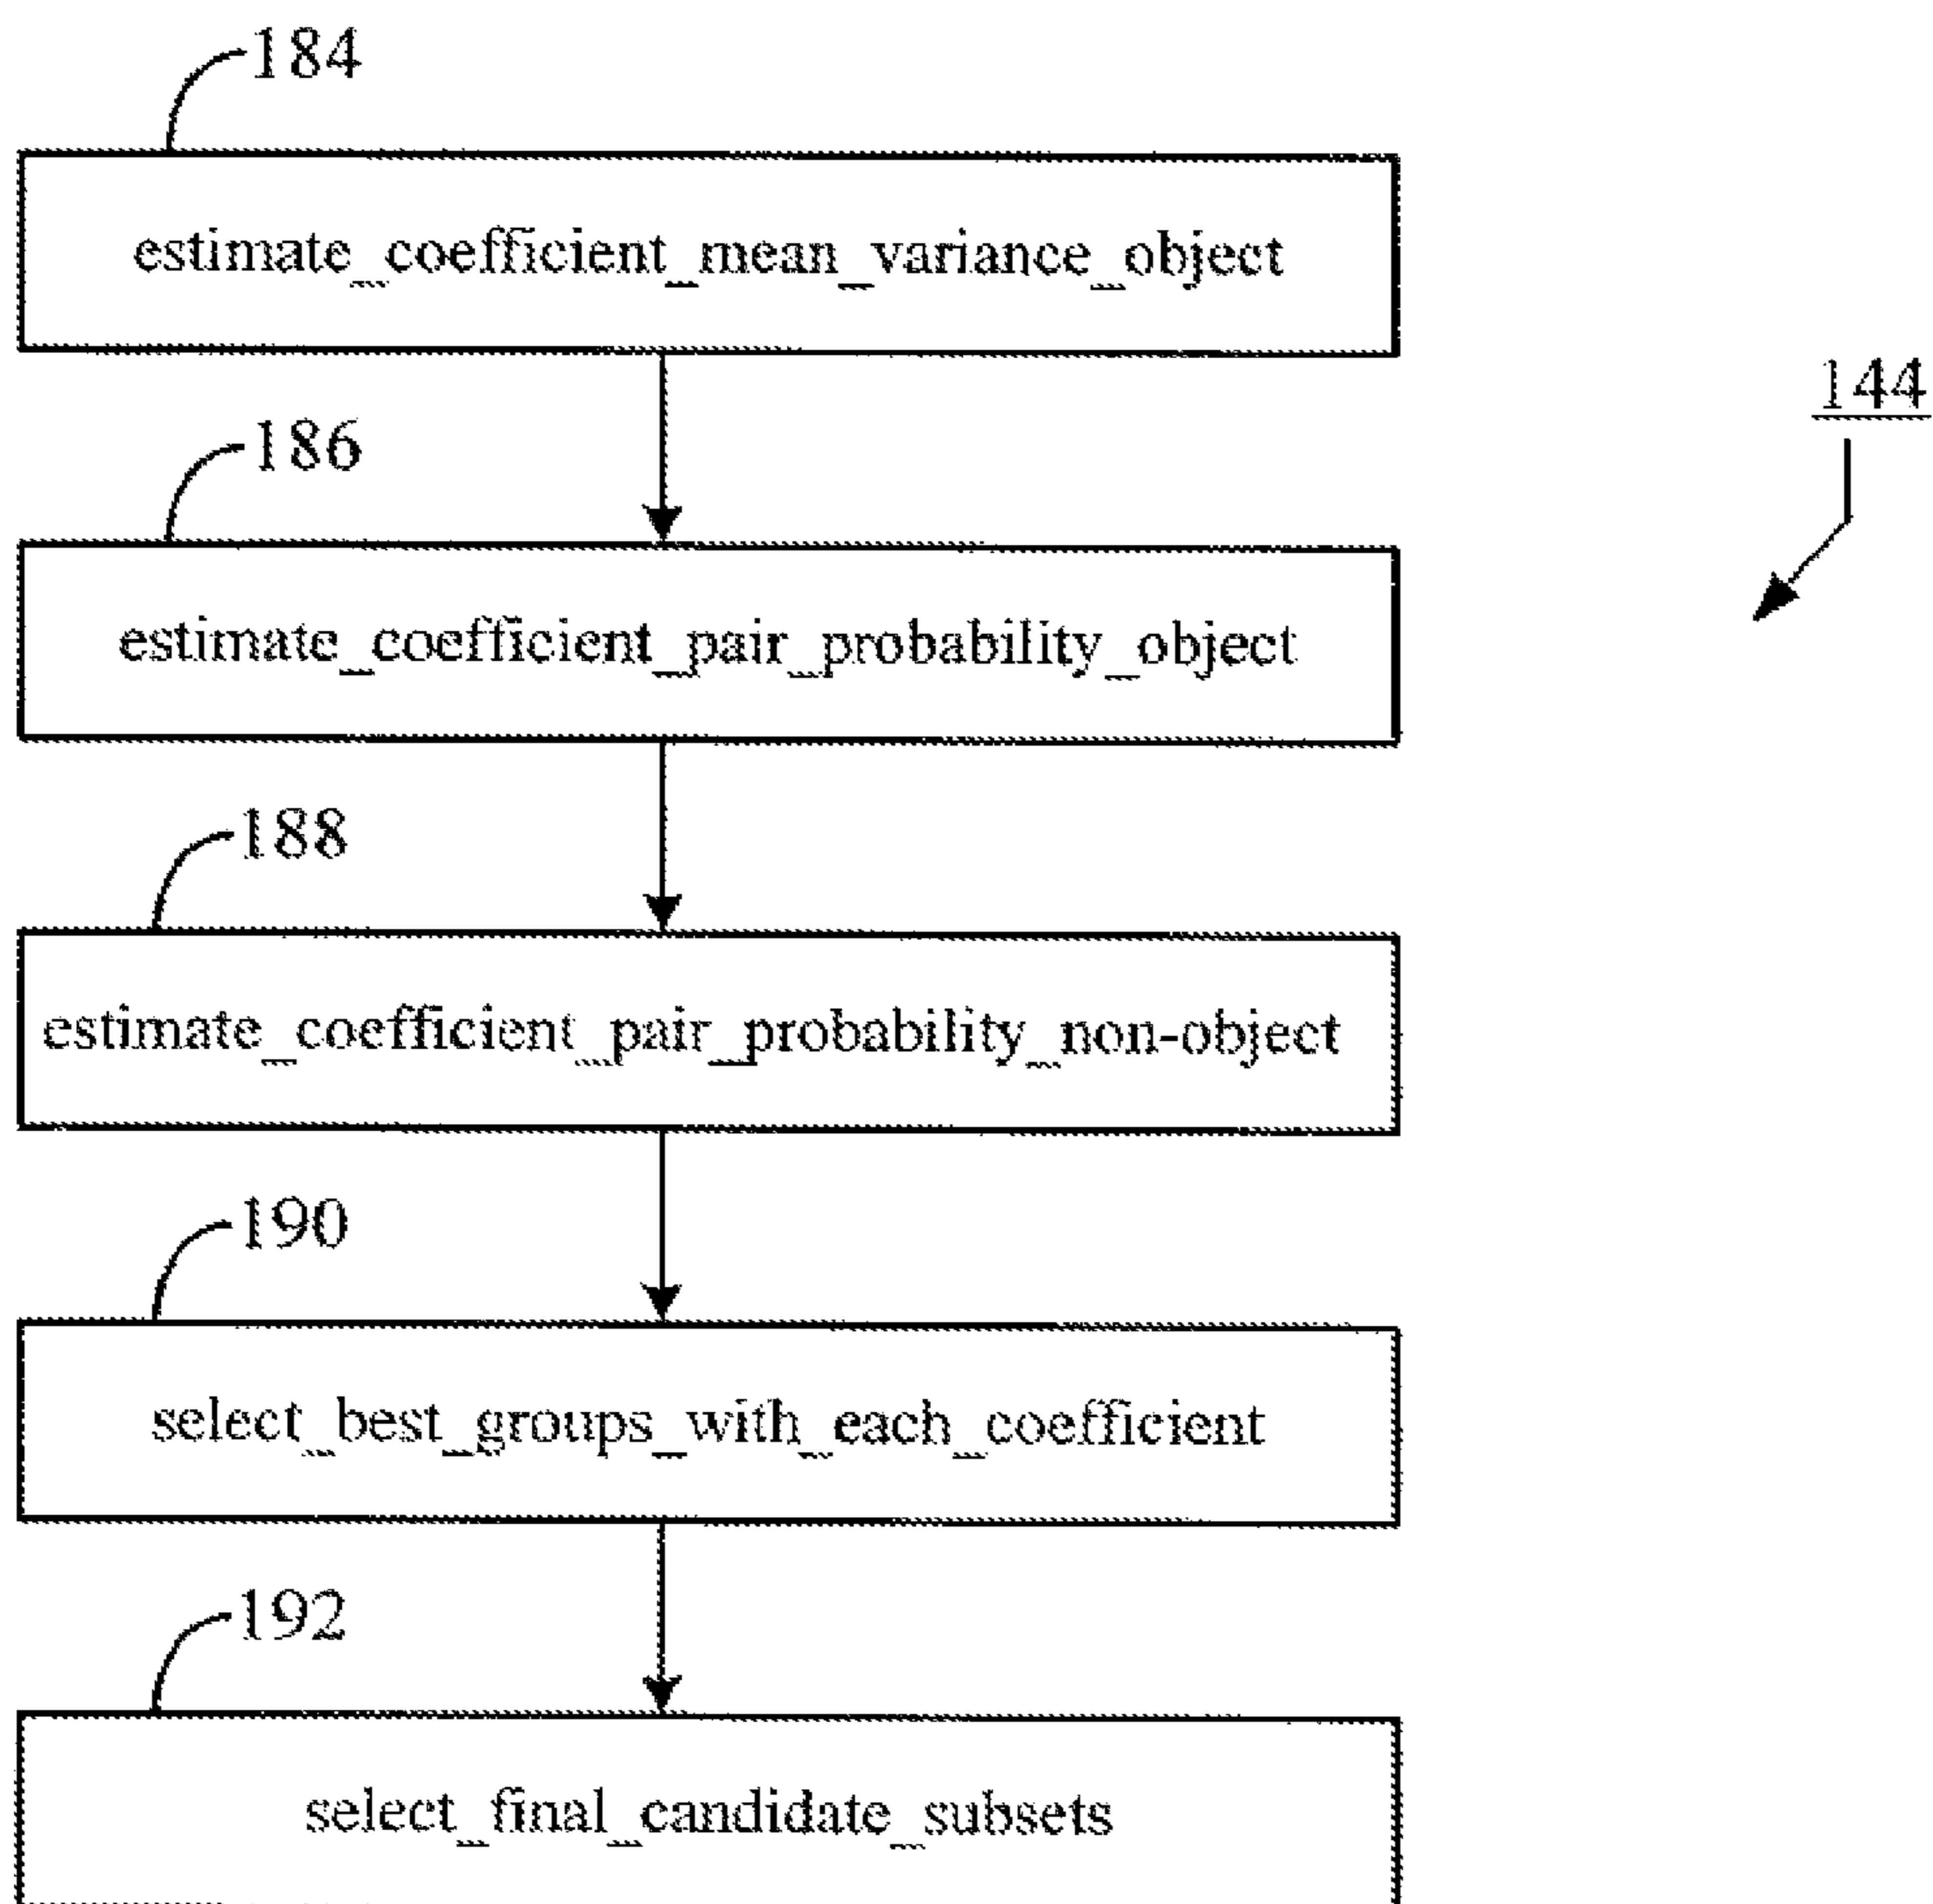 184
estimate_coefficient_mean_variance_object
144
186
estimate_coefficient_pair_probability_object
188
estimate_coefficient_pair_probability_non-object
190
select_best_groups_with_each_coefficient
192
select_final_candidate_subsets